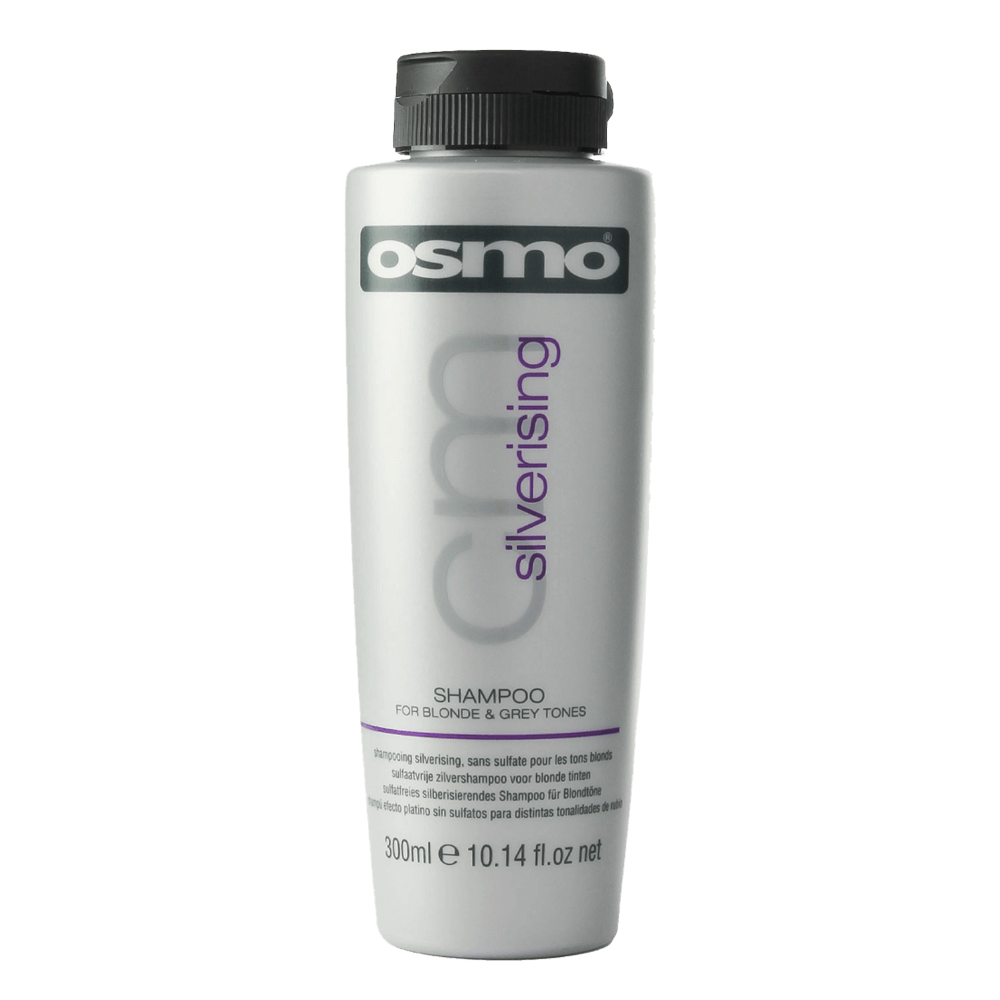 osmo®
cm
silverising
SHAMPOO
FOR BLONDE & GREY TONES
shampooing silverising, sans sulfate pour les tons blonds
sulfaatvrije zilvershampoo voor blonde tinten
sulfatfreies silberisierendes Shampoo für Blondtöne
efecto platino sin sulfatos para distintas tonalidades de
300ml ℮ 10.14 fl.oz net